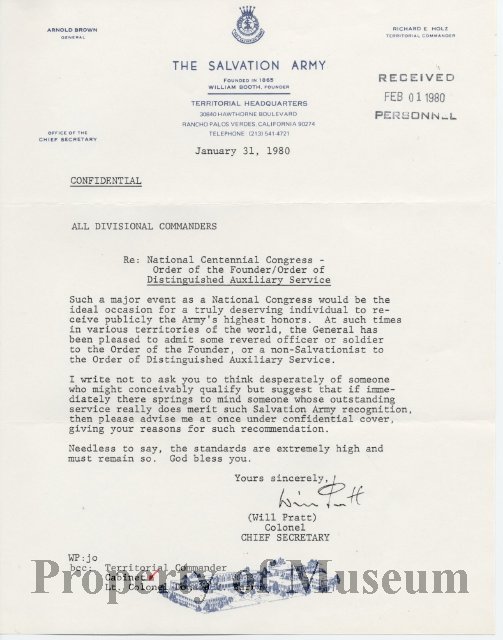 ARNOLD BROWN
GENERAL
RICHARD E. HOLZ
TERRITORIAL COMMANDER
THE SALVATION ARMY
FOUNDED IN 1865
WILLIAM BOOTH, FOUNDER
TERRITORIAL HEADQUARTERS
30840 HAWTHORNE BOULEVARD
RANCHO PALOS VERDES, CALIFORNIA 90274
TELEPHONE: (213) 541-4721
RECEIVED
FEB 01 1980
PERSONNEL
OFFICE OF THE
CHIEF SECRETARY
January 31, 1980
CONFIDENTIAL
ALL DIVISIONAL COMMANDERS
Re: National Centennial Congress -
Order of the Founder/Order of
Distinguished Auxiliary Service
Such a major event as a National Congress would be the
ideal occasion for a truly deserving individual to re-
ceive publicly the Army's highest honors. At such times
in various territories of the world, the General has
been pleased to admit some revered officer or soldier
to the Order of the Founder, or a non-Salvationist to
the Order of Distinguished Auxiliary Service.
I write not to ask you to think desperately of someone
who might conceivably qualify but suggest that if imme-
diately there springs to mind someone whose outstanding
service really does merit such Salvation Army recognition,
then please advise me at once under confidential cover,
giving your reasons for such recommendation.
Needless to say, the standards are extremely high and
must remain so. God bless you.
Yours sincerely,
Will Pratt
(Will Pratt)
Colonel
CHIEF SECRETARY
WP:jo
bcc: Territorial Commander
Cabinet
Lt. Colonel
Property of Museum